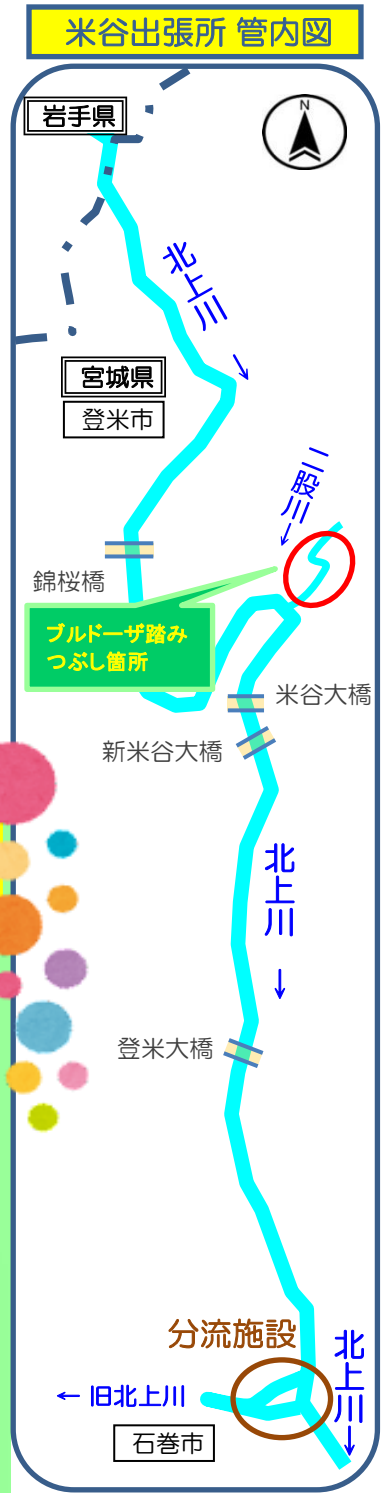 米谷出張所 管内図
岩手県
N
北上川
→
宮城県
登米市
二股川
←
錦桜橋
ブルドーザ踏み
つぶし箇所
米谷大橋
新米谷大橋
北上川
→
登米大橋
分流施設
北上川
→
← 旧北上川
石巻市